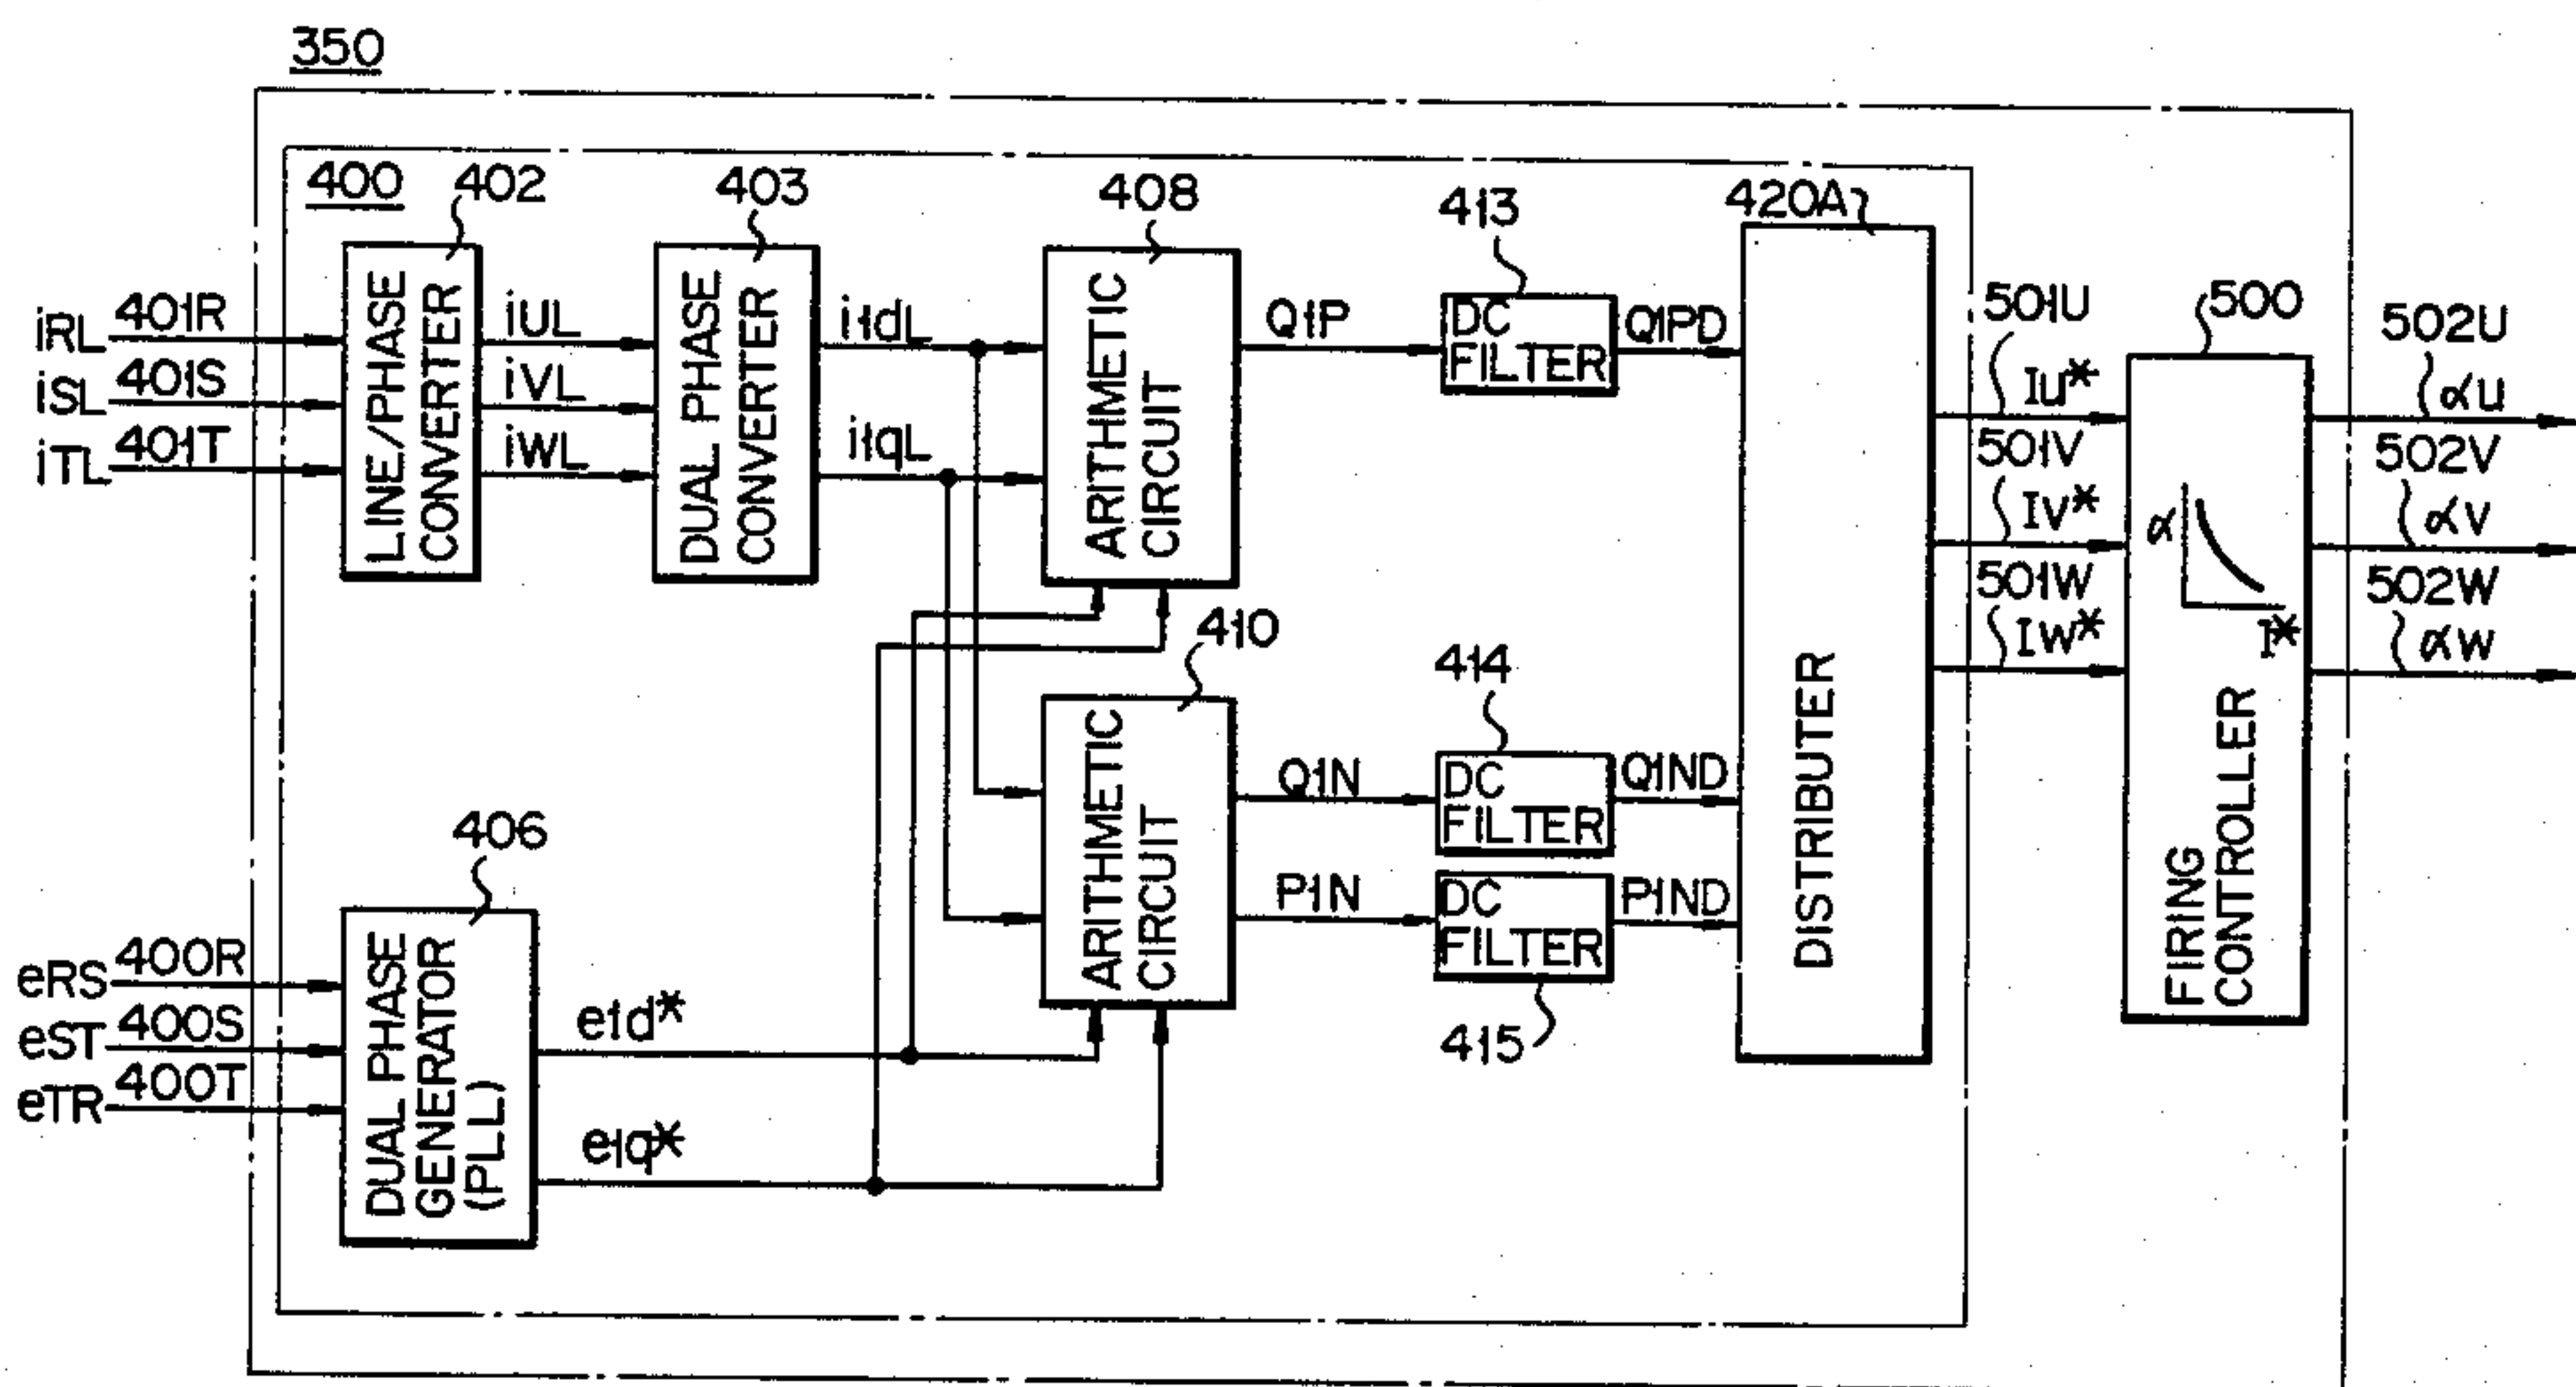 350
400
402
403
408
413
420A
iRL 401R
iSL 401S
iTL 401T
LINE/PHASE
CONVERTER
iUL
iVL
iWL
DUAL PHASE
CONVERTER
i1dL
i1qL
ARITHMETIC
CIRCUIT
Q1P
DC
FILTER
Q1PD
DISTRIBUTER
501U
Iu*
501V
Iv*
501W
Iw*
500
α
I*
FIRING
CONTROLLER
502U
αu
502V
αv
502W
αw
410
ARITHMETIC
CIRCUIT
414
Q1N
DC
FILTER
Q1ND
P1N
DC
FILTER
P1ND
415
406
eRS 400R
eST 400S
eTR 400T
DUAL PHASE
GENERATOR
(PLL)
e1d*
e1q*